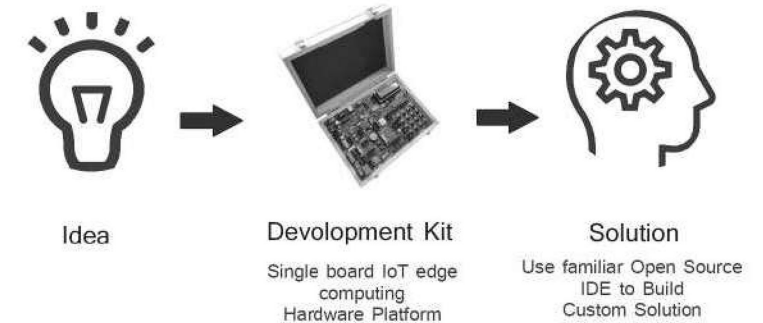 Idea
Devolopment Kit
Single board IoT edge
computing
Hardware Platform
Solution
Use familiar Open Source
IDE to Build
Custom Solution